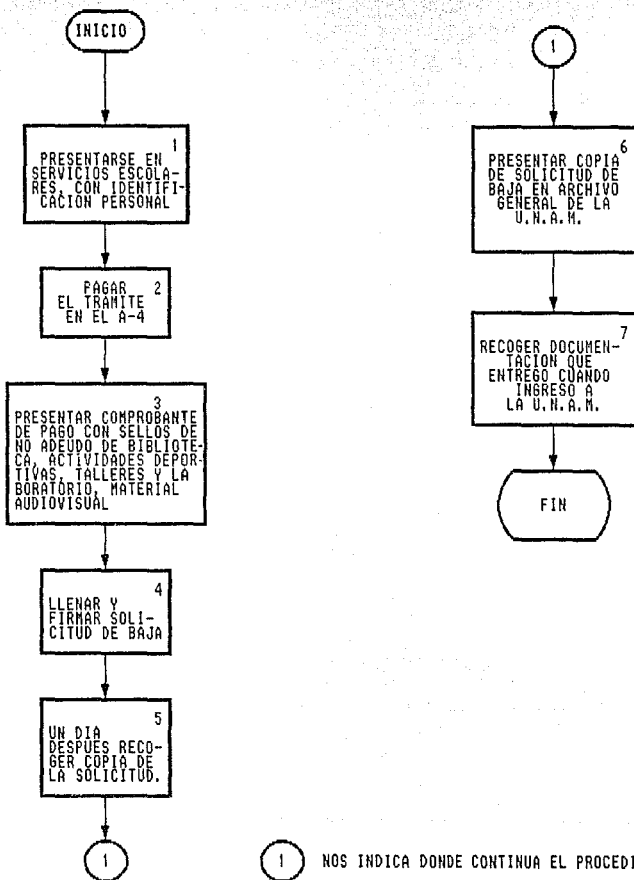 INICIO
1
PRESENTARSE EN
SERVICIOS ESCOLA-
RES, CON IDENTIFI-
CACION PERSONAL
2
PAGAR
EL TRAMITE
EN EL A-4
3
PRESENTAR COMPROBANTE
DE PAGO CON SELLOS DE
NO ADEUDO DE BIBLIOTE-
CA, ACTIVIDADES DEPOR-
TIVAS, TALLERES Y LA
BORATORIO, MATERIAL
AUDIOVISUAL
4
LLENAR Y
FIRMAR SOLI-
CITUD DE BAJA
5
UN DIA
DESPUES RECO-
GER COPIA DE
LA SOLICITUD.
1
1
6
PRESENTAR COPIA
DE SOLICITUD DE
BAJA EN ARCHIVO
GENERAL DE LA
U.N.A.M.
7
RECOGER DOCUMEN-
TACION QUE
ENTREGO CUANDO
INGRESO A
LA U.N.A.M.
FIN
1 NOS INDICA DONDE CONTINUA EL PROCEDI